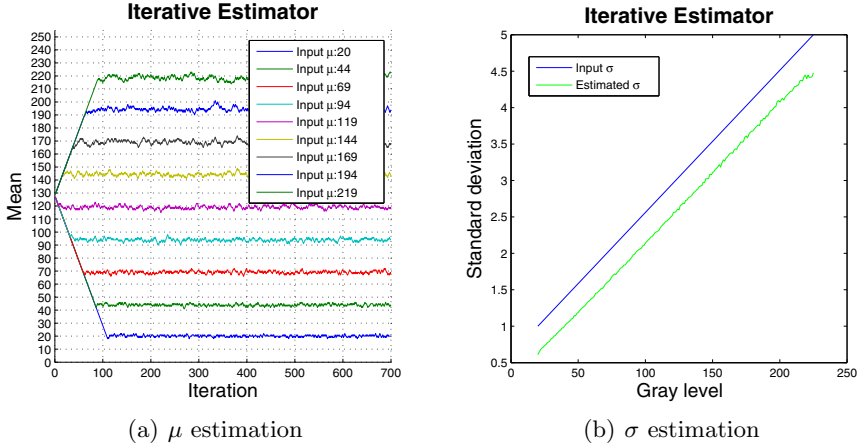 Iterative Estimator
250
240
230
220
210
200
190
180
170
160
150
140
130
120
110
100
90
80
70
60
50
40
30
20
10
0
Mean
0 100 200 300 400 500 600 700
Iteration
Input μ:20
Input μ:44
Input μ:69
Input μ:94
Input μ:119
Input μ:144
Input μ:169
Input μ:194
Input μ:219
(a) μ estimation
Iterative Estimator
5
4.5
4
3.5
3
2.5
2
1.5
1
0.5
Standard deviation
0 50 100 150 200 250
Gray level
Input σ
Estimated σ
(b) σ estimation